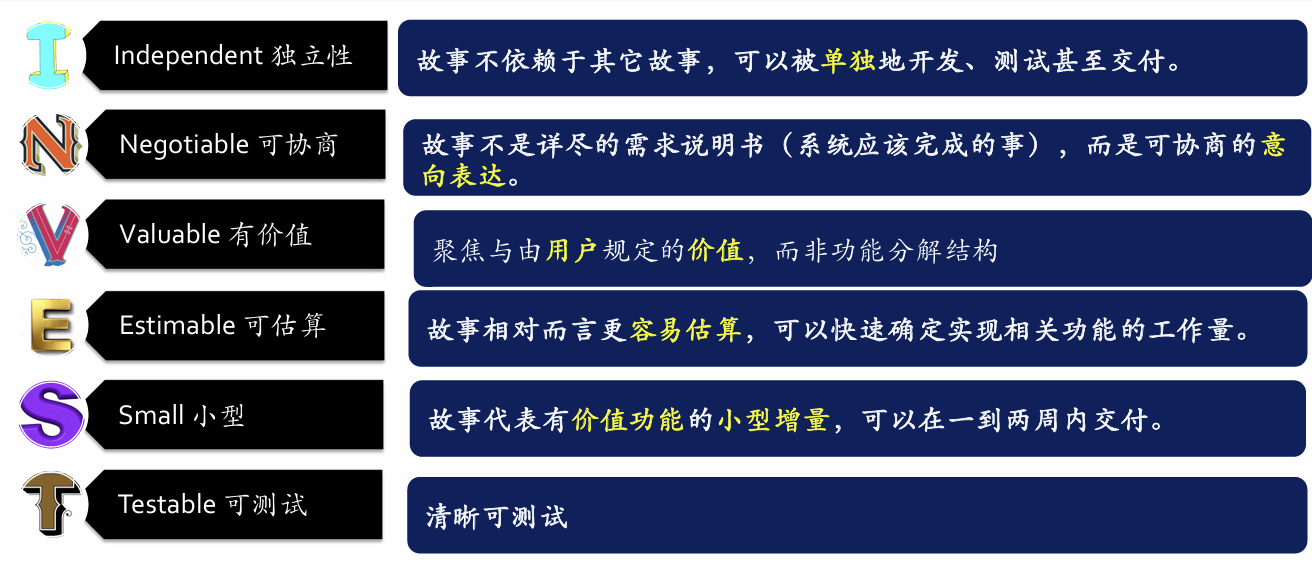 I Independent 独立性 故事不依赖于其它故事，可以被单独地开发、测试甚至交付。
N Negotiable 可协商 故事不是详尽的需求说明书（系统应该完成的事），而是可协商的意
向表达。
V Valuable 有价值 聚焦与由用户规定的价值，而非功能分解结构
E Estimable 可估算 故事相对而言更容易估算，可以快速确定实现相关功能的工作量。
S Small 小型 故事代表有价值功能的小型增量，可以在一到两周内交付。
T Testable 可测试 清晰可测试